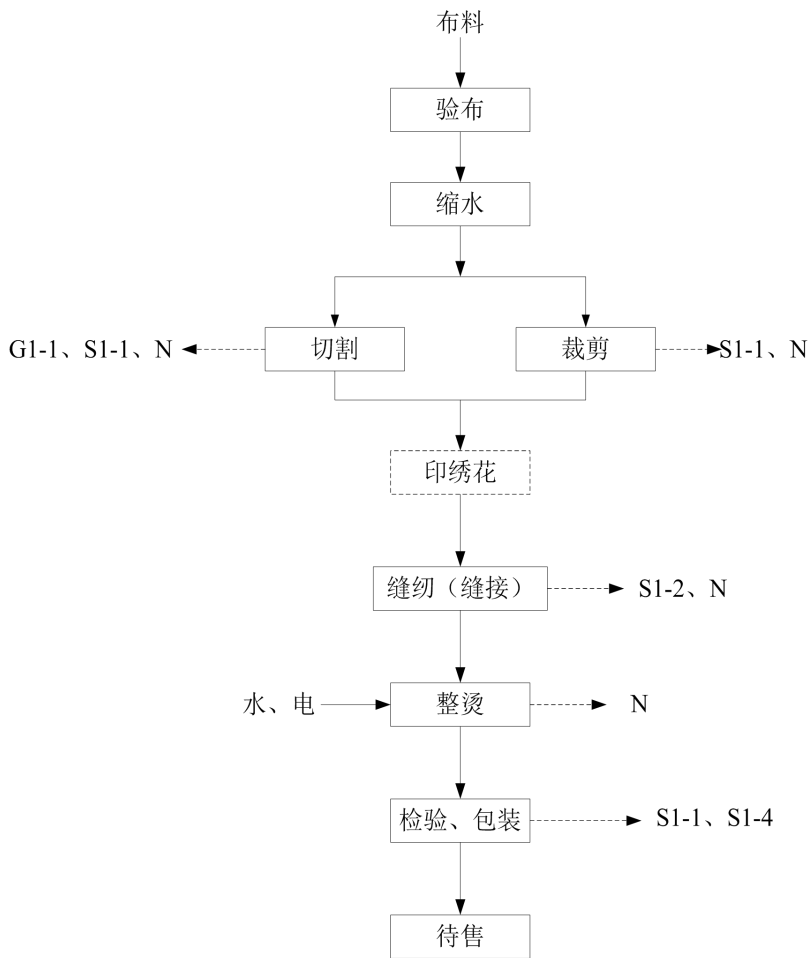 布料
验布
缩水
G1-1、S1-1、N
切割
裁剪
S1-1、N
印绣花
缝纫（缝接）
S1-2、N
水、电
整烫
N
检验、包装
S1-1、S1-4
待售